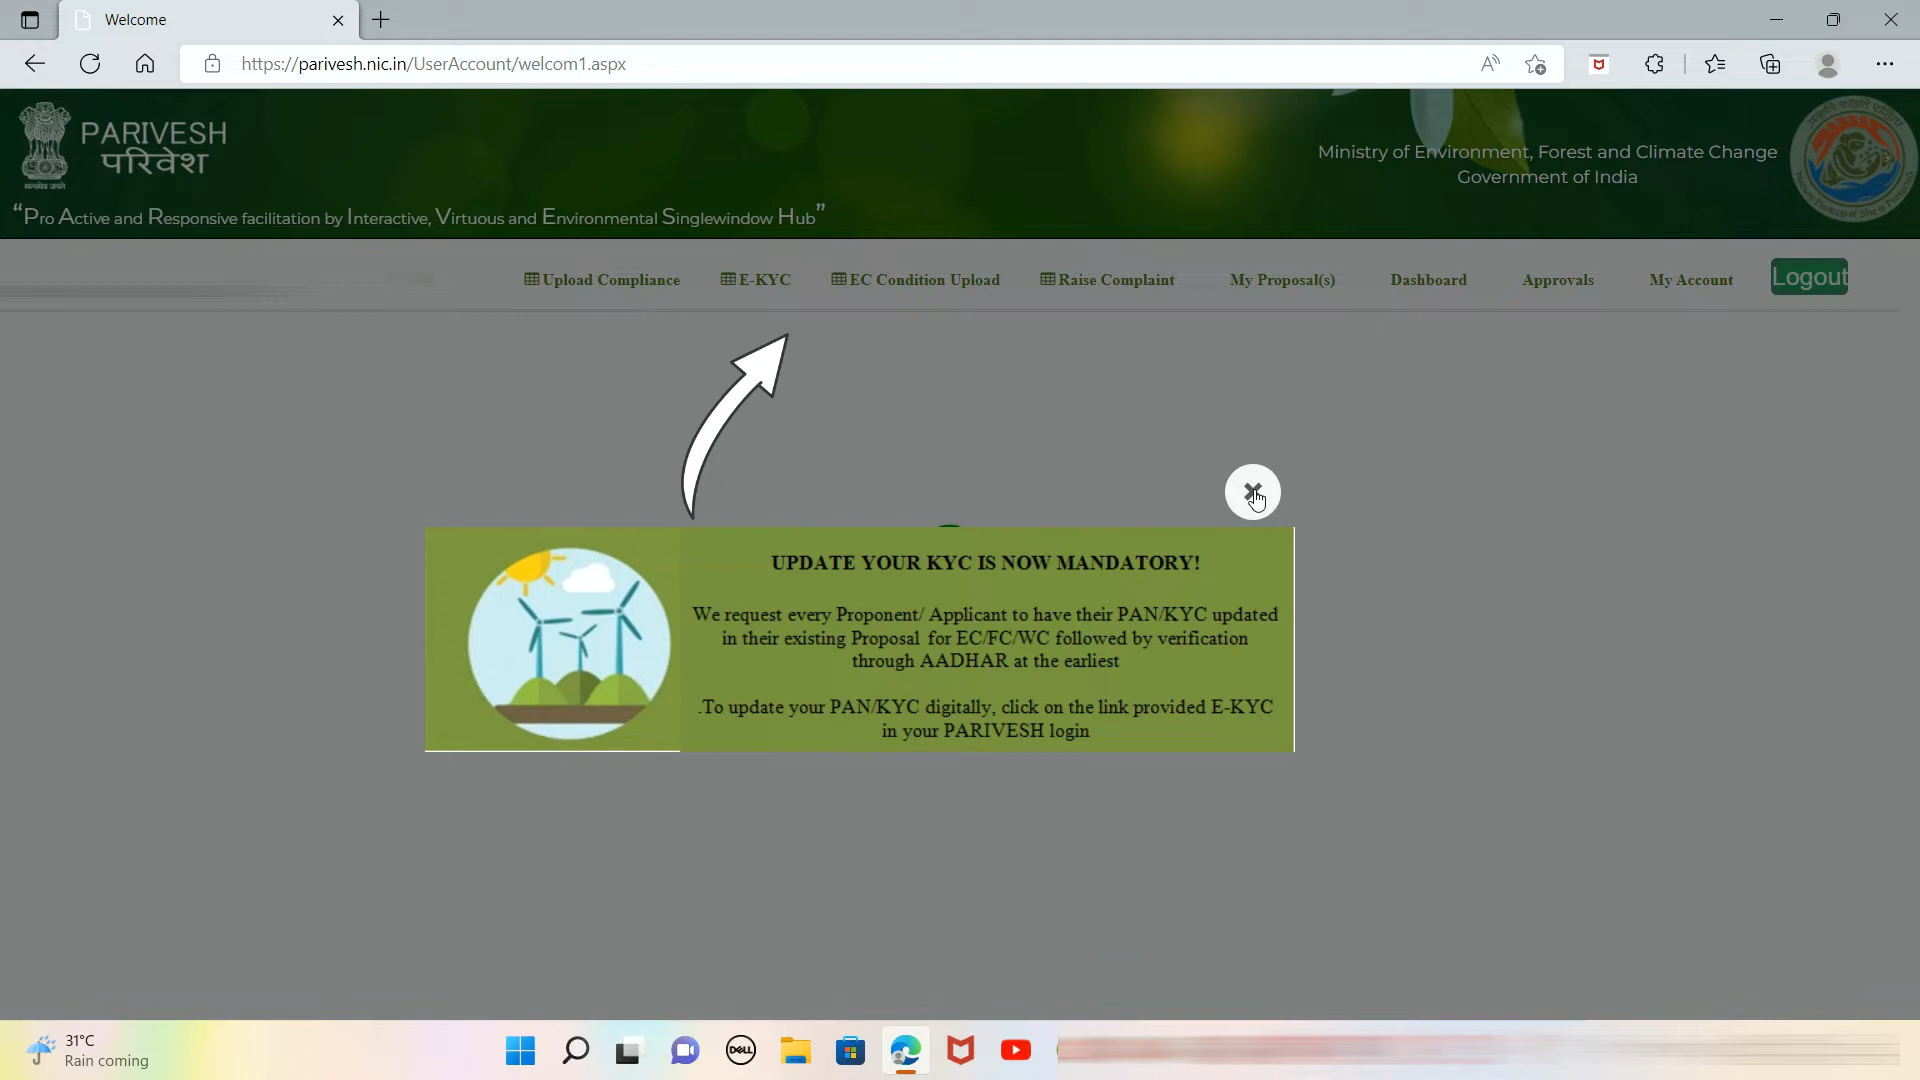 Welcome
https://parivesh.nic.in/UserAccount/welcom1.aspx
PARIVESH
परिवेश
सत्यमेव जयते
Ministry of Environment, Forest and Climate Change
Government of India
“Pro Active and Responsive facilitation by Interactive, Virtuous and Environmental Singlewindow Hub”
Upload Compliance E-KYC EC Condition Upload Raise Complaint My Proposal(s) Dashboard Approvals My Account Logout
UPDATE YOUR KYC IS NOW MANDATORY!
We request every Proponent/ Applicant to have their PAN/KYC updated
in their existing Proposal for EC/FC/WC followed by verification
through AADHAR at the earliest
.To update your PAN/KYC digitally, click on the link provided E-KYC
in your PARIVESH login
31°C
Rain coming
DELL